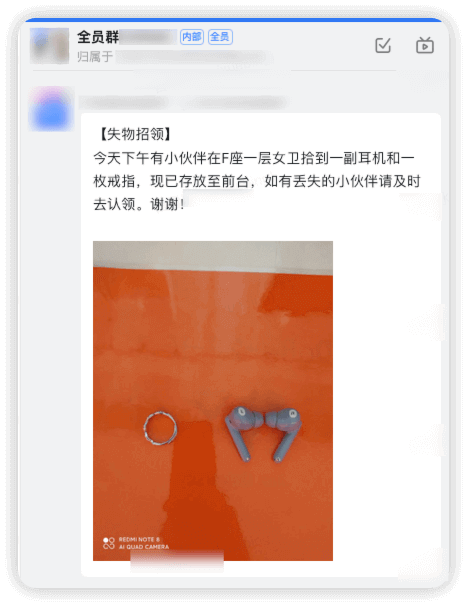 全员群
内部
全员
归属于
【失物招领】
今天下午有小伙伴在F座一层女卫拾到一副耳机和一
枚戒指，现已存放至前台，如有丢失的小伙伴请及时
去认领。谢谢！
REDMI NOTE 8
AI QUAD CAMERA